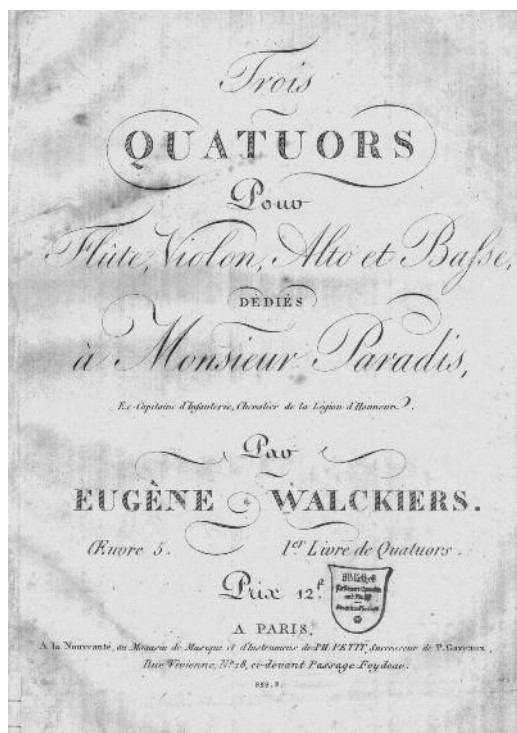 Trois
QUATUORS
Pour
Flûte, Violon, Alto et Basse,
DÉDIÉS
à Monsieur Paradis,
Ex-Capitaine d'Infanterie, Chevalier de la Légion d'Honneur.
Par
EUGÈNE WALCKIERS.
Œuvre 5. 1er Livre de Quatuors.
Prix 12f.
A PARIS,
A la Nouveauté, au Magasin de Musique et d'Instrumens de PH. PETIT, Successeur de P. Gaveaux,
Rue Vivienne, No. 18, ci-devant Passage Feydeau.
Bibliothek